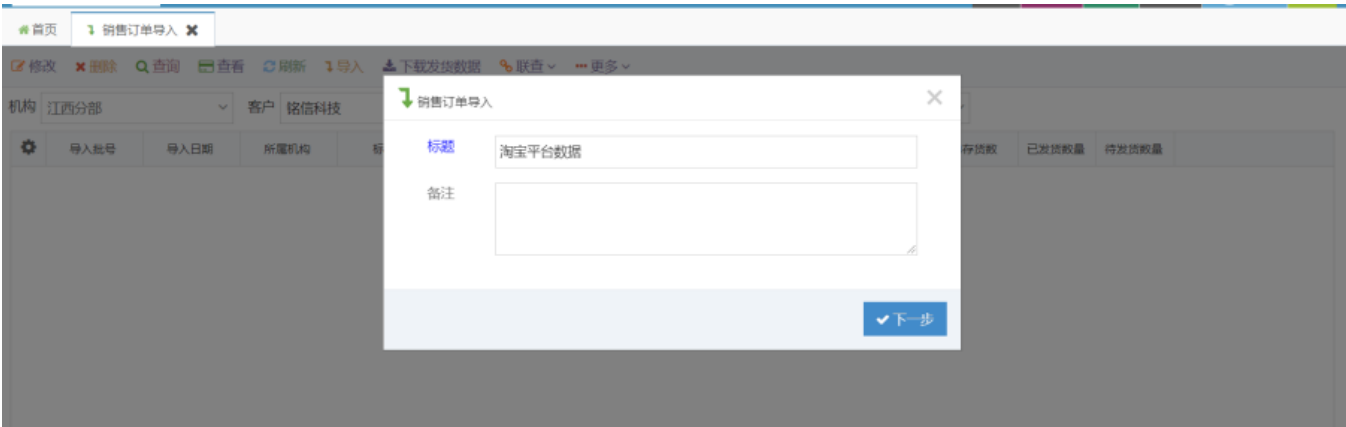 首页 销售订单导入
修改 删除 查询 查看 刷新 导入 下载发货数据 联查 更多
机构 江西分部 客户 铭信科技
导入批号 导入日期 所属机构 标 存货数 已发货数量 待发货数量
销售订单导入
标题 淘宝平台数据
备注
下一步